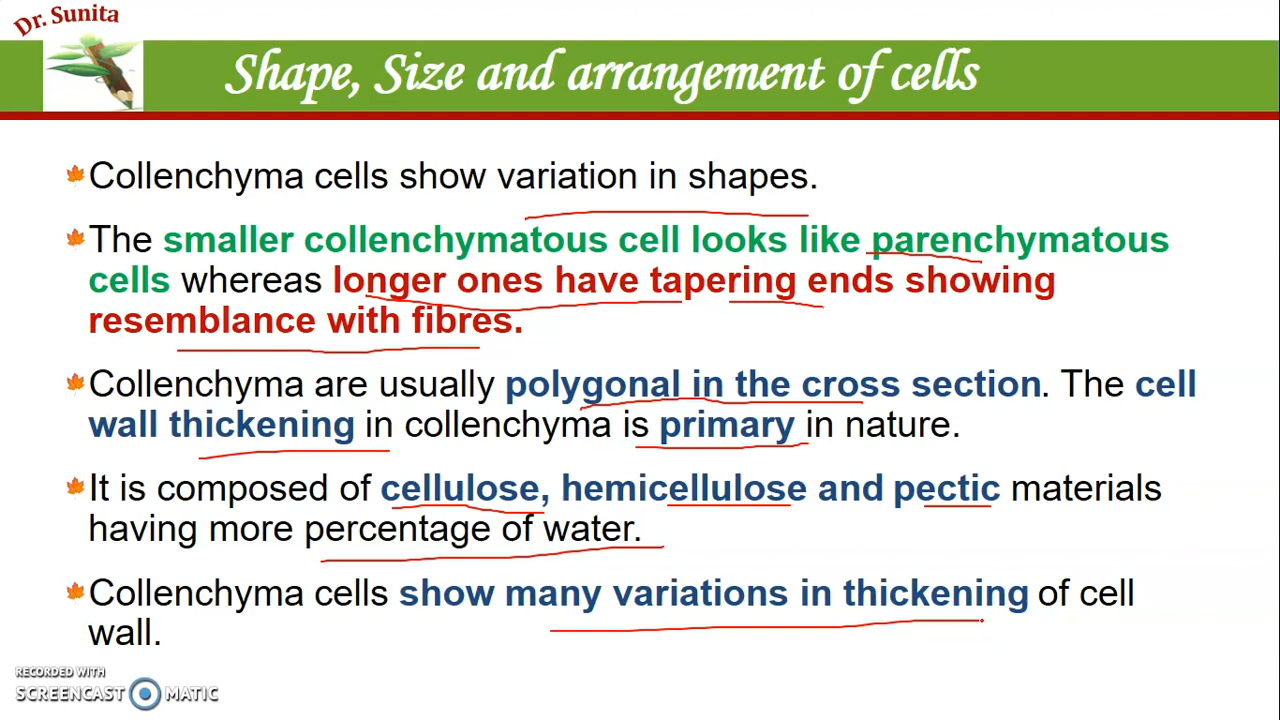 Dr. Sunita
Shape, Size and arrangement of cells
Collenchyma cells show variation in shapes.
The smaller collenchymatous cell looks like parenchymatous
cells whereas longer ones have tapering ends showing
resemblance with fibres.
Collenchyma are usually polygonal in the cross section. The cell
wall thickening in collenchyma is primary in nature.
It is composed of cellulose, hemicellulose and pectic materials
having more percentage of water.
Collenchyma cells show many variations in thickening of cell
wall.
RECORDED WITH
SCREENCAST MATIC